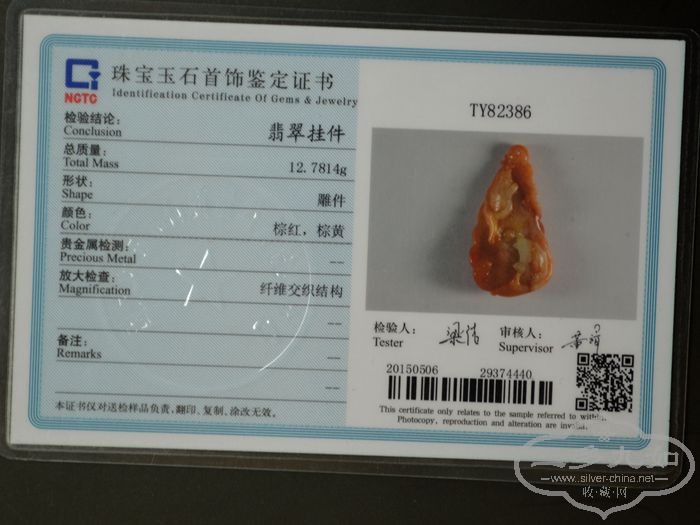 NGTC
珠宝玉石首饰鉴定证书
Identification Certificate Of Gems & Jewelry
检验结论:
Conclusion
翡翠挂件
总质量:
Total Mass
12.7814g
形状:
Shape
雕件
颜色:
Color
棕红，棕黄
贵金属检测:
Precious Metal
--
放大检查:
Magnification
纤维交织结构
--
备注:
Remarks
--
--
本证书仅对送检样品负责,翻印、复制、涂改无效。
TY82386
检验人:
Tester
审核人:
Supervisor
20150506 29374440
This certificate only relates to the sample referred to within.
Photocopy, reproduction and alteration are invalid.
www.silver-china.net
收·藏·网